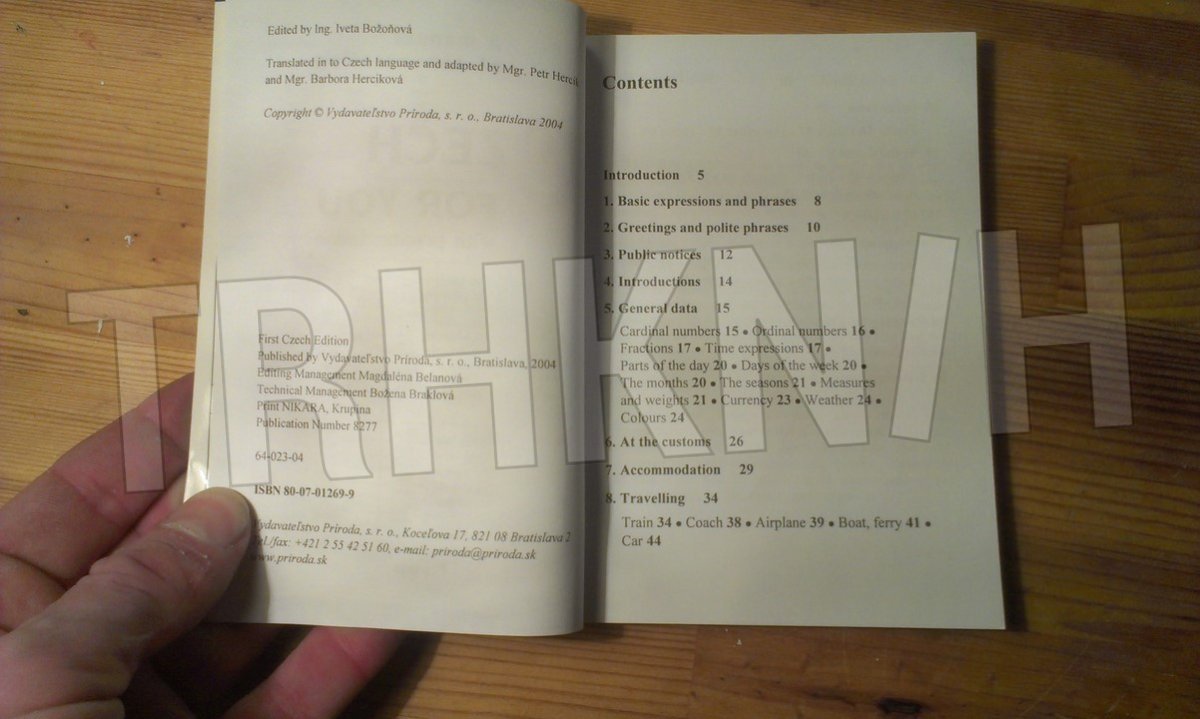 Edited by Ing. Iveta Božoňová
Translated in to Czech language and adapted by Mgr. Petr
and Mgr. Barbora Herciková
Copyright © Vydavateľstvo Príroda, s. r. o., Bratislava 2004
First Czech Edition
Published by Vydavateľstvo Príroda, s. r. o., Bratislava, 2004
Editing Management Magdaléna Belanová
Technical Management Božena Braklová
Print NIKARA, Krupina
Publication Number 8277
64-023-04
ISBN 80-07-01269-9
Vydavateľstvo Príroda, s. r. o., Koceľova 17, 821 08 Bratislava 2
Tel./fax: +421 2 55 42 51 60, e-mail: priroda@priroda.sk
www.priroda.sk
Contents
Introduction 5
1. Basic expressions and phrases 8
2. Greetings and polite phrases 10
3. Public notices 12
4. Introductions 14
5. General data 15
Cardinal numbers 15 • Ordinal numbers 16 •
Fractions 17 • Time expressions 17 •
Parts of the day 20 • Days of the week 20 •
The months 20 • The seasons 21 • Measures
and weights 21 • Currency 23 • Weather 24 •
Colours 24
6. At the customs 26
7. Accommodation 29
8. Travelling 34
Train 34 • Coach 38 • Airplane 39 • Boat, ferry 41 •
Car 44
TRHKNIH